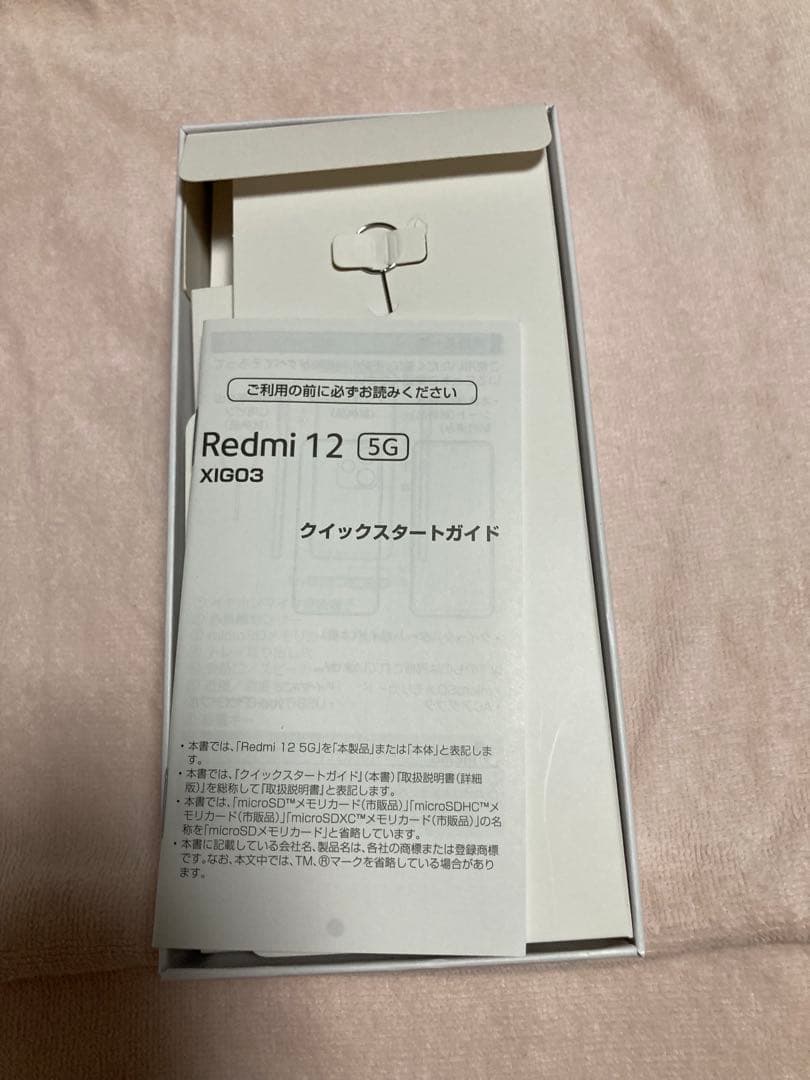 ご利用の前に必ずお読みください
Redmi 12 5G
XIG03
クイックスタートガイド
・本書では、「Redmi 12 5G」を「本製品」または「本体」と表記しま
す。
・本書では、『クイックスタートガイド』（本書）『取扱説明書（詳細
版）』を総称して『取扱説明書』と表記します。
・本書では、「microSD™メモリカード（市販品）」「microSDHC™メ
モリカード（市販品）」「microSDXC™メモリカード（市販品）」の名
称を「microSDメモリカード」と省略しています。
・本書に記載している会社名、製品名は、各社の商標または登録商標
です。なお、本文中では、TM、®マークを省略している場合があり
ます。